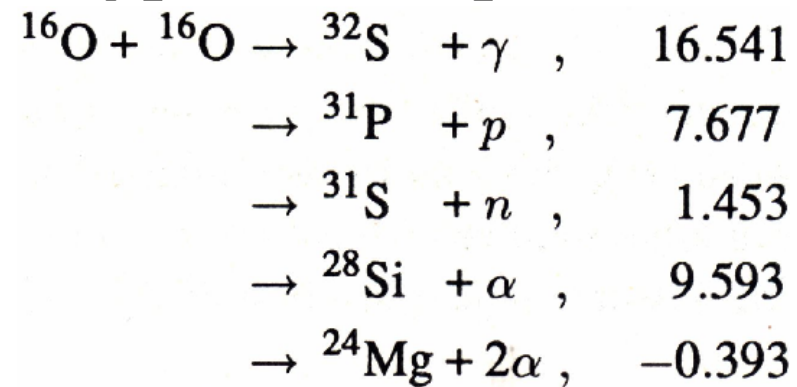 ¹⁶O + ¹⁶O → ³²S + γ , 16.541
→ ³¹P + p , 7.677
→ ³¹S + n , 1.453
→ ²⁸Si + α , 9.593
→ ²⁴Mg + 2α , −0.393